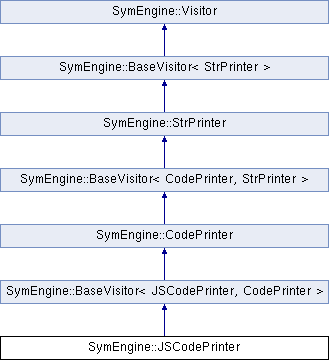 SymEngine::Visitor
SymEngine::BaseVisitor< StrPrinter >
SymEngine::StrPrinter
SymEngine::BaseVisitor< CodePrinter, StrPrinter >
SymEngine::CodePrinter
SymEngine::BaseVisitor< JSCodePrinter, CodePrinter >
SymEngine::JSCodePrinter